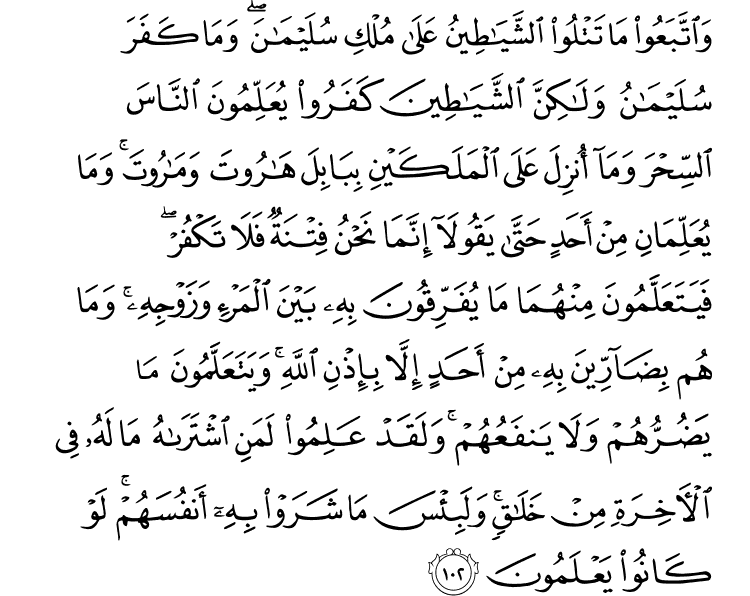 وَٱتَّبَعُوا۟ مَا تَتْلُوا۟ ٱلشَّيَـٰطِينُ عَلَىٰ مُلْكِ سُلَيْمَـٰنَ ۖ وَمَا كَفَرَ
سُلَيْمَـٰنُ وَلَـٰكِنَّ ٱلشَّيَـٰطِينَ كَفَرُوا۟ يُعَلِّمُونَ ٱلنَّاسَ
ٱلسِّحْرَ وَمَآ أُنزِلَ عَلَى ٱلْمَلَكَيْنِ بِبَابِلَ هَـٰرُوتَ وَمَـٰرُوتَ ۚ وَمَا
يُعَلِّمَانِ مِنْ أَحَدٍ حَتَّىٰ يَقُولَآ إِنَّمَا نَحْنُ فِتْنَةٌ فَلَا تَكْفُرْ ۖ
فَيَتَعَلَّمُونَ مِنْهُمَا مَا يُفَرِّقُونَ بِهِۦ بَيْنَ ٱلْمَرْءِ وَزَوْجِهِۦ ۚ وَمَا
هُم بِضَآرِّينَ بِهِۦ مِنْ أَحَدٍ إِلَّا بِإِذْنِ ٱللَّهِ ۚ وَيَتَعَلَّمُونَ مَا
يَضُرُّهُمْ وَلَا يَنفَعُهُمْ ۚ وَلَقَدْ عَلِمُوا۟ لَمَنِ ٱشْتَرَىٰهُ مَا لَهُۥ فِى
ٱلْـَٔاخِرَةِ مِنْ خَلَـٰقٍ ۚ وَلَبِئْسَ مَا شَرَوْا۟ بِهِۦٓ أَنفُسَهُمْ ۚ لَوْ
كَانُوا۟ يَعْلَمُونَ ١٠٢